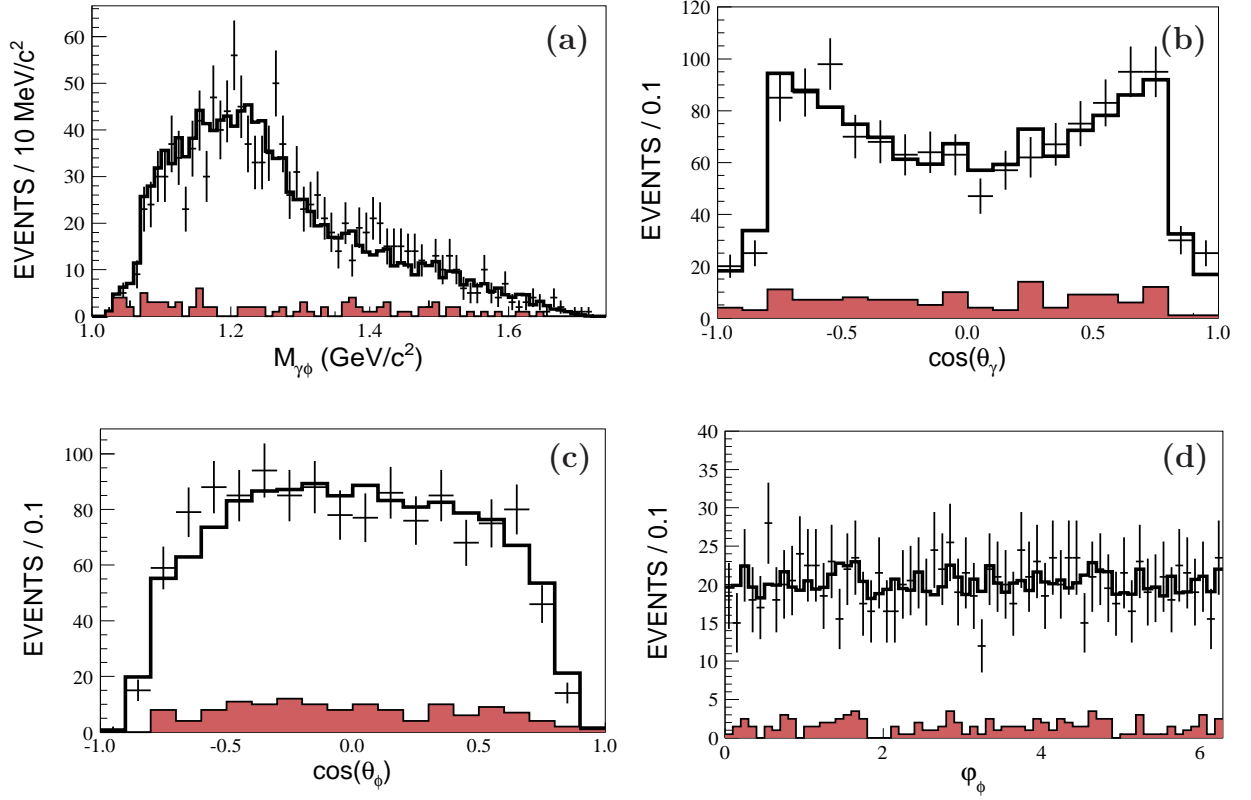 (a)
EVENTS / 10 MeV/c²
60
50
40
30
20
10
0
1.0 1.2 1.4 1.6
M_γϕ (GeV/c²)
(b)
EVENTS / 0.1
120
100
80
60
40
20
0
-1.0 -0.5 0.0 0.5 1.0
cos(θ_γ)
(c)
EVENTS / 0.1
100
80
60
40
20
0
-1.0 -0.5 0.0 0.5 1.0
cos(θ_ϕ)
(d)
EVENTS / 0.1
40
35
30
25
20
15
10
5
0
0 2 4 6
φ_ϕ